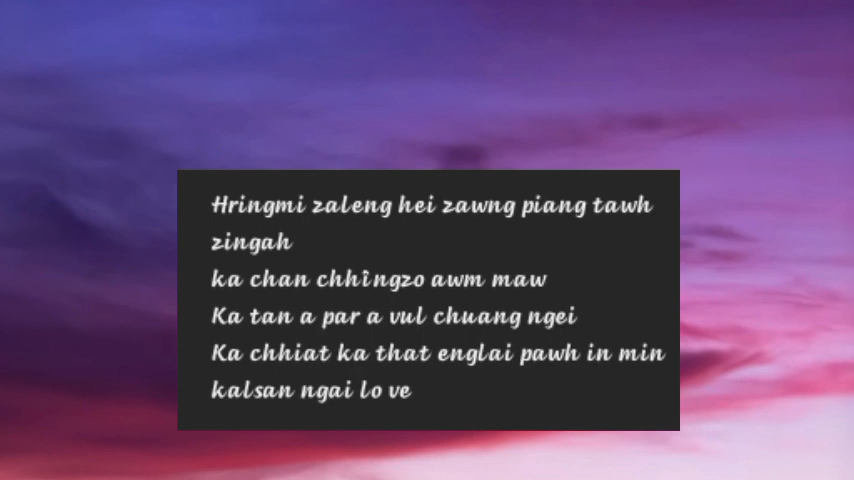 Hringmi zaleng hei zawng piang tawh
zingah
ka chan chhîngzo awm maw
Ka tan a par a vul chuang ngei
Ka chhiat ka that englai pawh in min
kalsan ngai lo ve